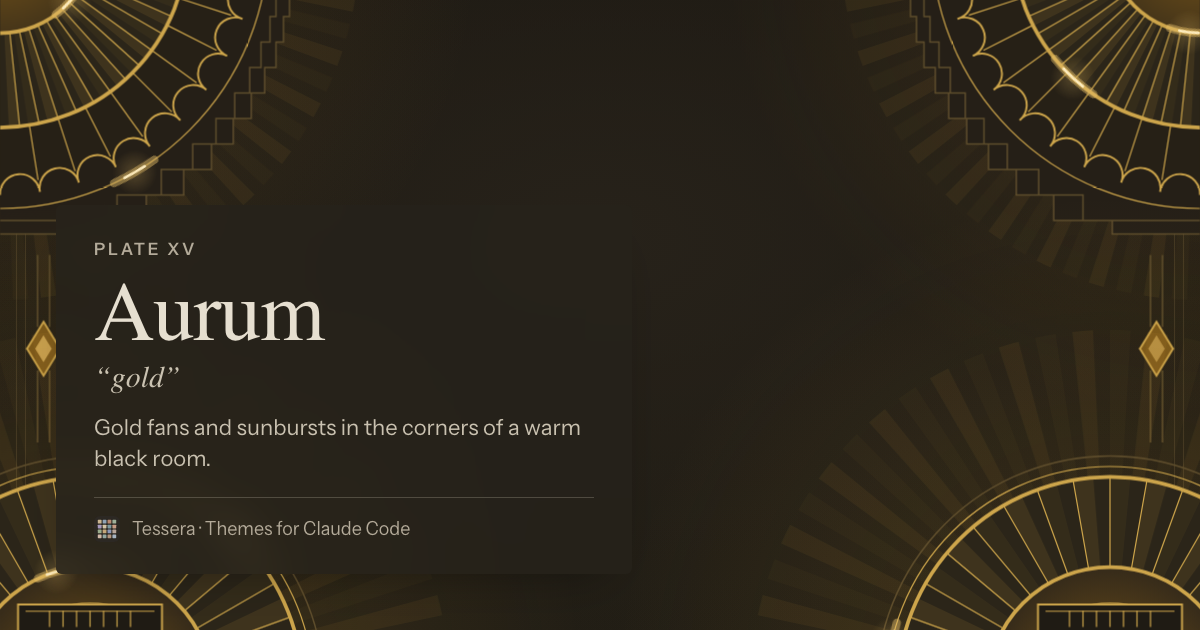 PLATE XV
Aurum
“gold”
Gold fans and sunbursts in the corners of a warm
black room.
Tessera · Themes for Claude Code